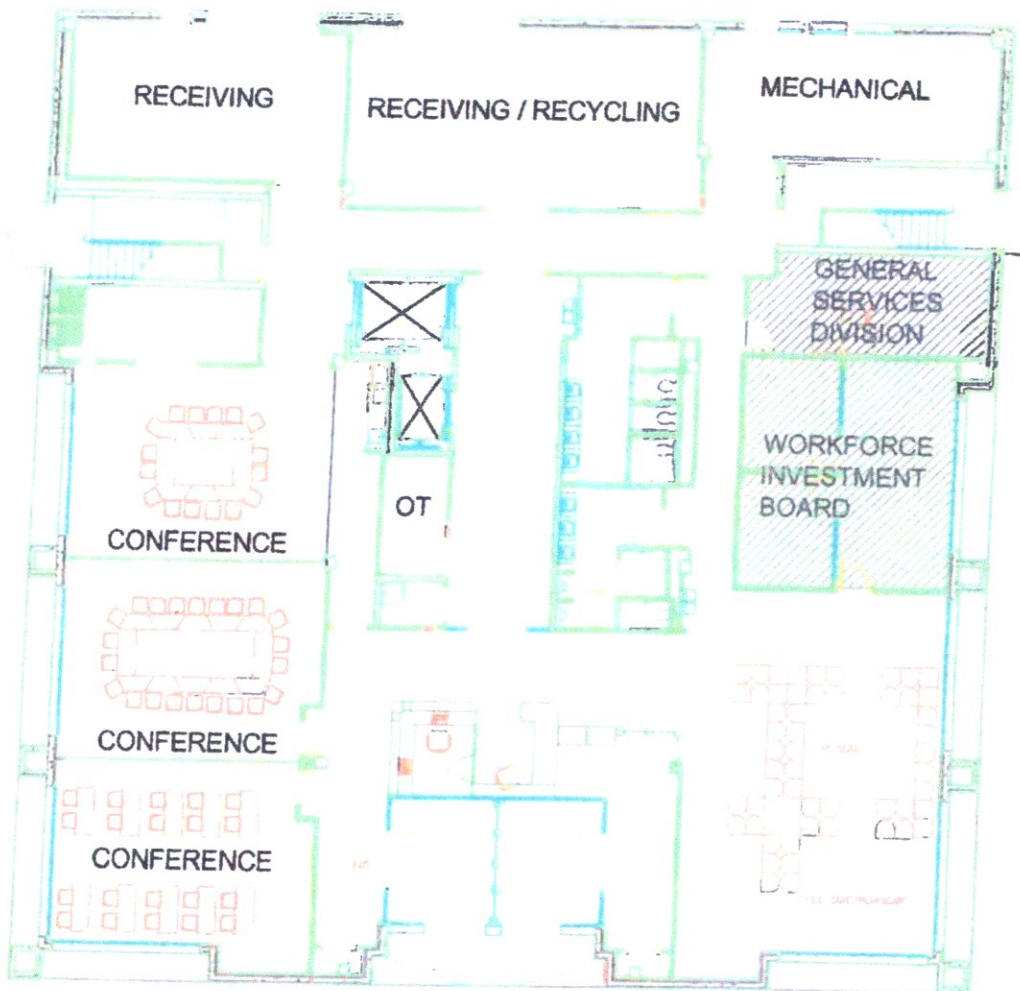 RECEIVING
RECEIVING / RECYCLING
MECHANICAL
GENERAL
SERVICES
DIVISION
WORKFORCE
INVESTMENT
BOARD
OT
CONFERENCE
CONFERENCE
CONFERENCE